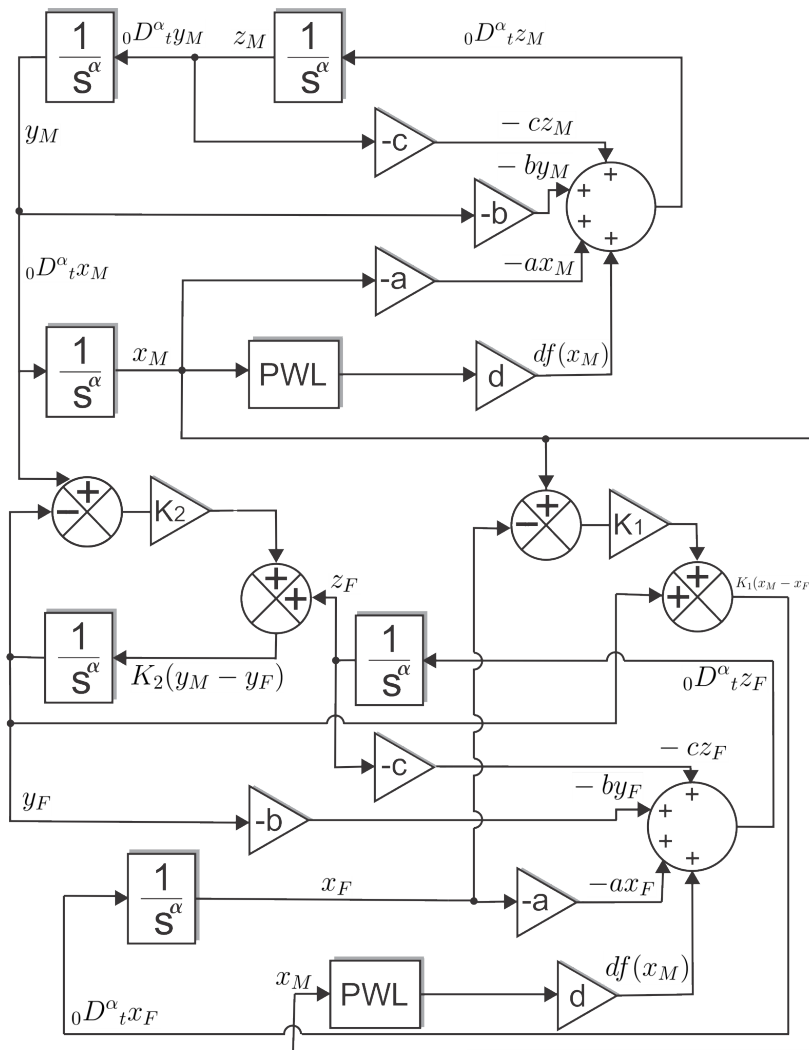 1
s^α
₀D^α_t y_M
z_M
1
s^α
₀D^α_t z_M
y_M
-c
− cz_M
− by_M
-b
+
+
+
+
₀D^α_t x_M
-a
−ax_M
1
s^α
x_M
PWL
d
df(x_M)
+
−
K₂
+
−
K₁
+
+
z_F
+
+
K₁(x_M − x_F
1
s^α
K₂(y_M − y_F)
1
s^α
₀D^α_t z_F
-c
− cz_F
y_F
-b
− by_F
+
+
+
+
1
s^α
x_F
-a
−ax_F
x_M
PWL
d
df(x_M)
₀D^α_t x_F